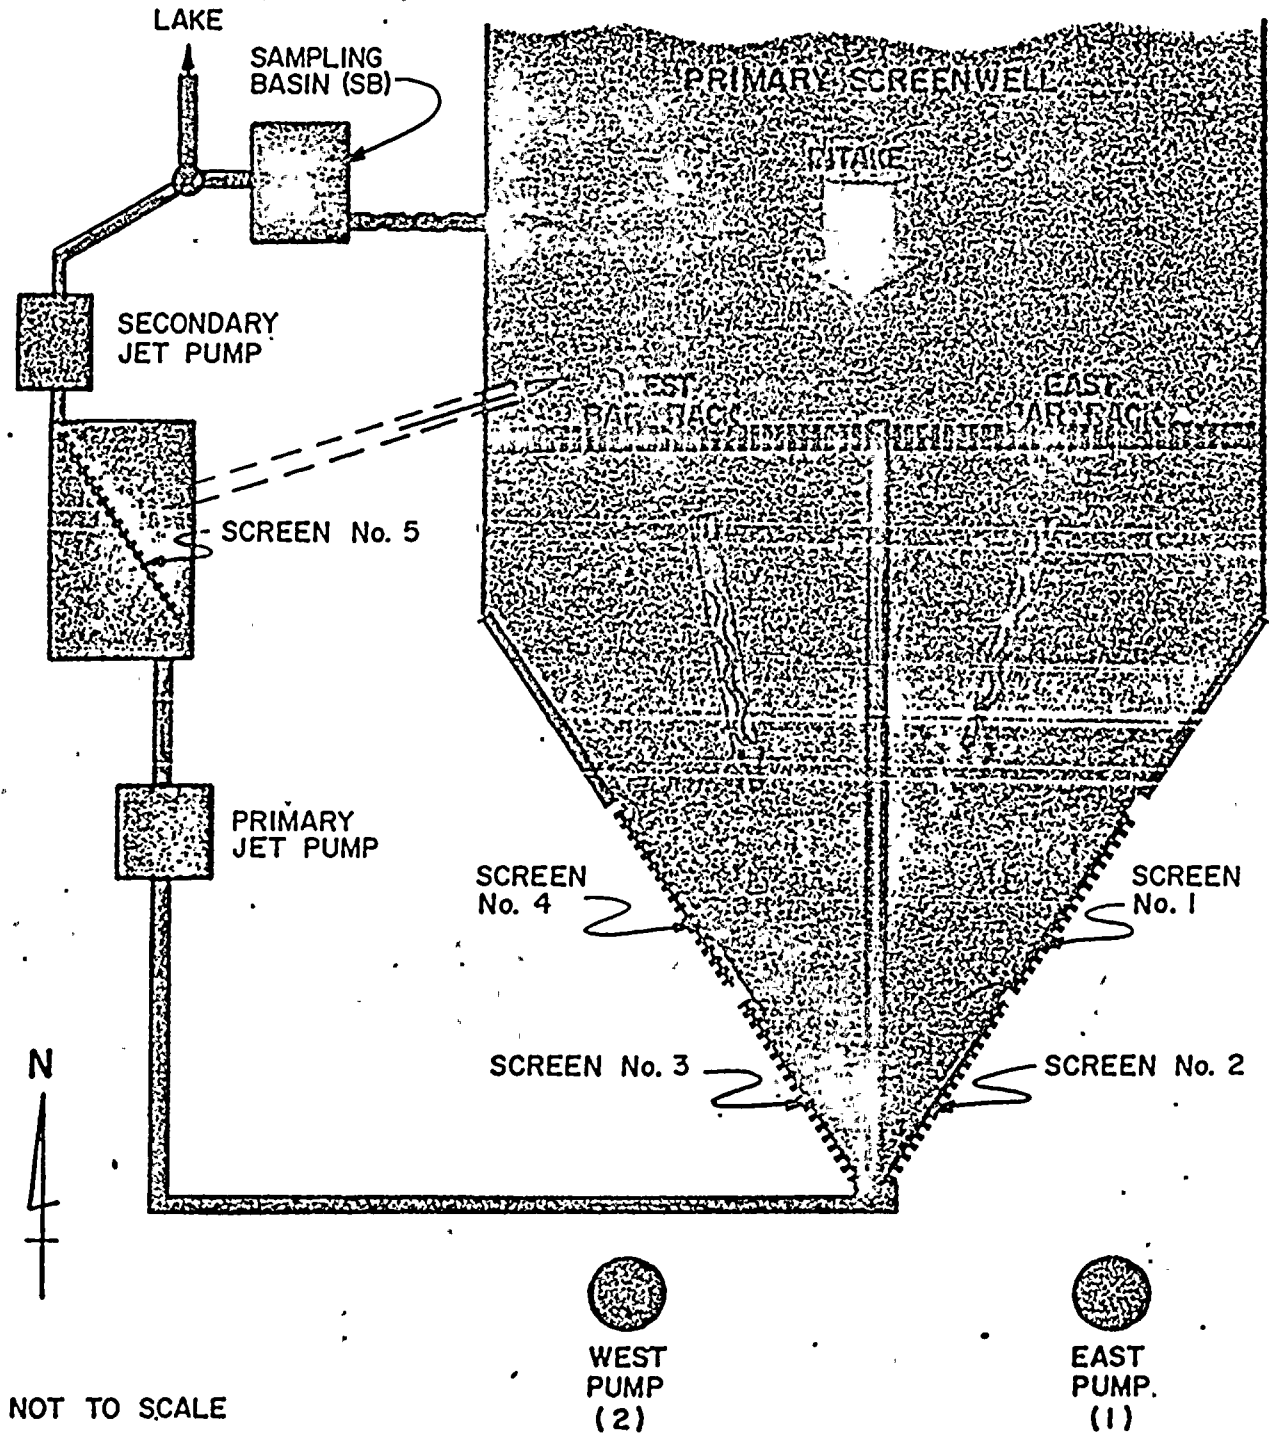 LAKE
SAMPLING
BASIN (SB)
PRIMARY SCREENWELL
INTAKE
SECONDARY
JET PUMP
EAST
SCREEN No. 5
PRIMARY
JET PUMP
SCREEN
No. 4
SCREEN
No. 1
N
SCREEN No. 3
SCREEN No. 2
WEST
PUMP
(2)
EAST
PUMP.
(1)
NOT TO SCALE